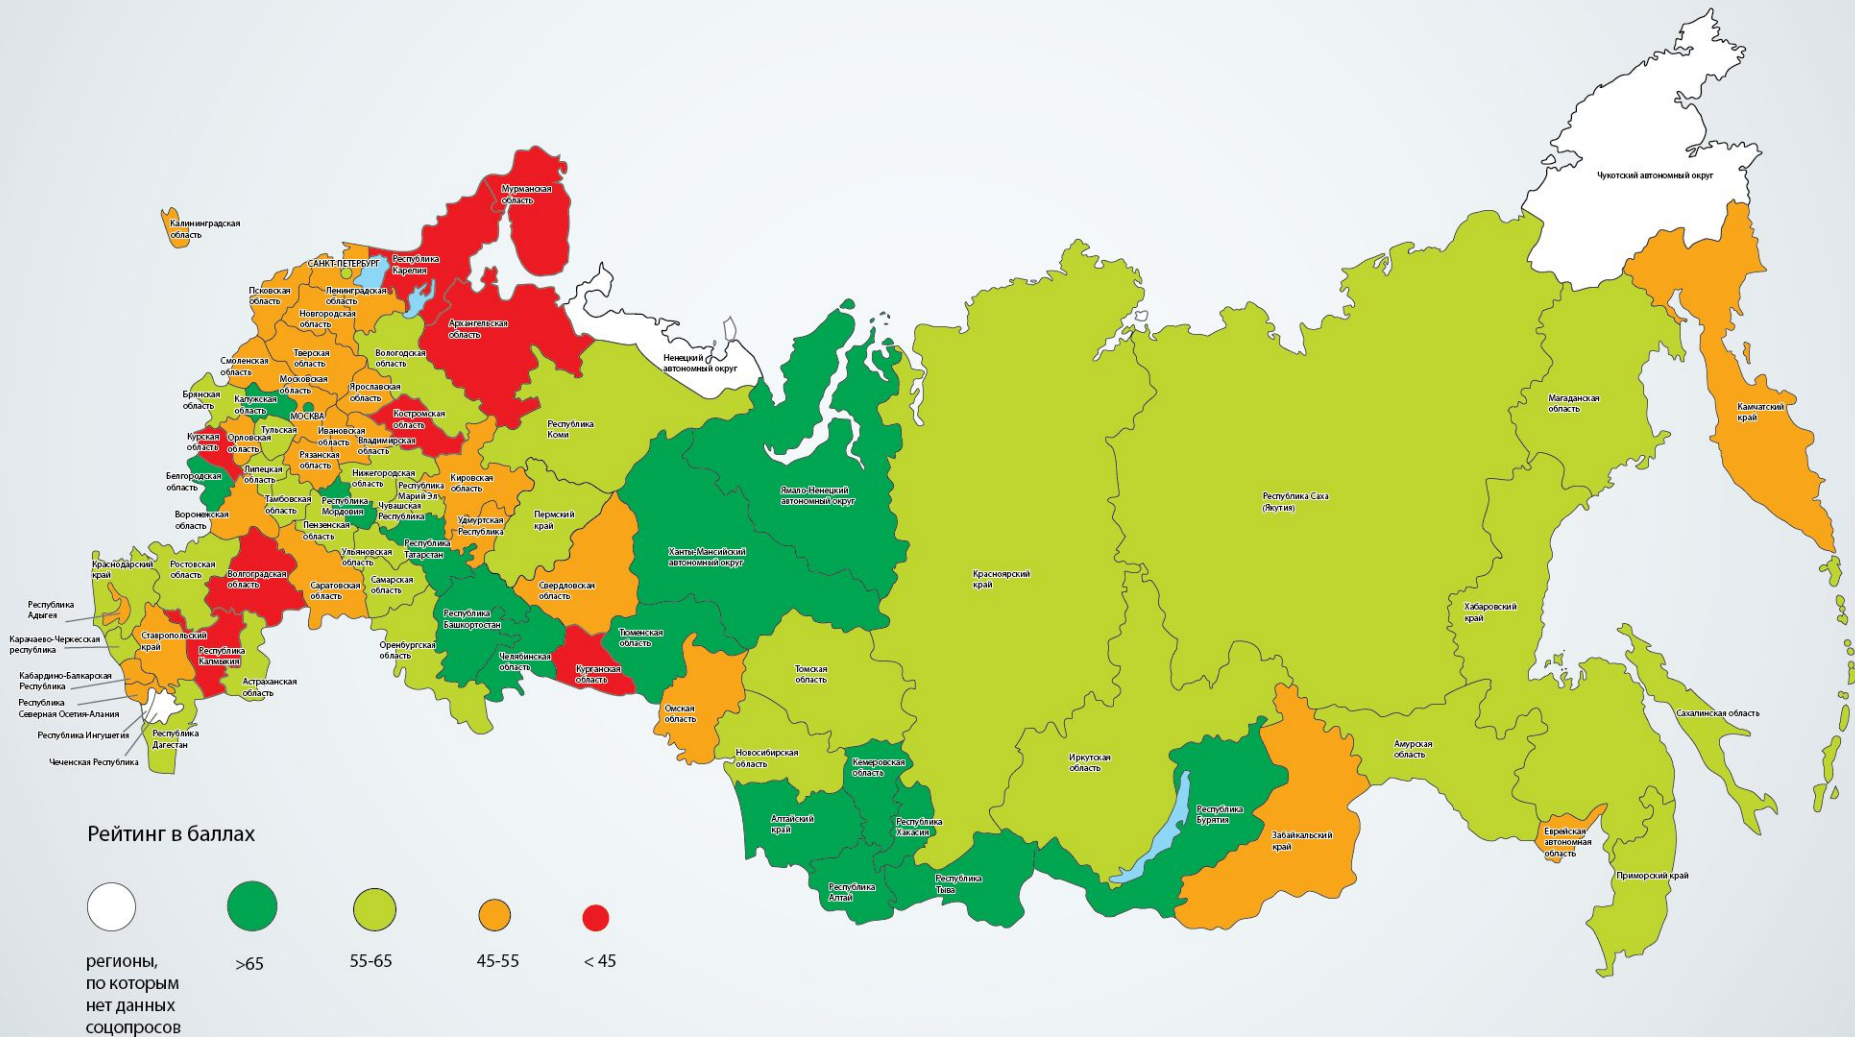 Чукотский автономный округ
Мурманская
область
Калининградская
область
САНКТ-ПЕТЕРБУРГ
Республика
Карелия
Псковская
область
Ленинградская
область
Новгородская
область
Архангельская
область
Ненецкий
автономный округ
Смоленская
область
Тверская
область
Вологодская
область
Московская
область
Ярославская
область
Брянская
область
Калужская
область
МОСКВА
Костромская
область
Республика
Коми
Магаданская
область
Камчатский
край
Курская
область
Орловская
область
Тульская
Ивановская
область
Владимирская
область
Рязанская
область
Белгородская
область
Липецкая
область
Нижегородская
область
Республика
Марий Эл
Кировская
область
Ямало-Ненецкий
автономный округ
Республика Саха
(Якутия)
Тамбовская
область
Республика
Мордовия
Чувашская
Республика
Воронежская
область
Пензенская
область
Удмуртская
Республика
Пермский
край
Ульяновская
область
Республика
Татарстан
Ханты-Мансийский
автономный округ
Краснодарский
край
Ростовская
область
Волгоградская
область
Саратовская
область
Самарская
область
Свердловская
область
Красноярский
край
Хабаровский
край
Республика
Адыгея
Республика
Башкортостан
Карачаево-Черкесская
республика
Ставропольский
край
Республика
Калмыкия
Оренбургская
область
Челябинская
область
Курганская
область
Тюменская
область
Томская
область
Кабардино-Балкарская
Республика
Астраханская
область
Республика
Северная Осетия-Алания
Омская
область
Сахалинская область
Республика Ингушетия
Республика
Дагестан
Чеченская Республика
Новосибирская
область
Кемеровская
область
Иркутская
область
Амурская
область
Алтайский
край
Республика
Хакасия
Республика
Бурятия
Забайкальский
край
Еврейская
автономная
область
Республика
Алтай
Республика
Тыва
Приморский край
Рейтинг в баллах
регионы,
по которым
нет данных
соцопросов
>65
55-65
45-55
< 45